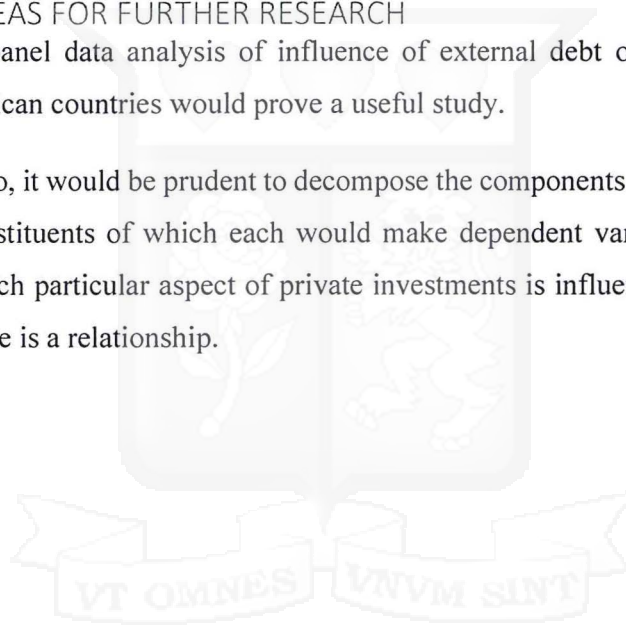 EAS FOR FURTHER RESEARCH
anel data analysis of influence of external debt o
ican countries would prove a useful study.
o, it would be prudent to decompose the components
stituents of which each would make dependent var
ch particular aspect of private investments is influe
e is a relationship.
VT OMNES VNVM SINT